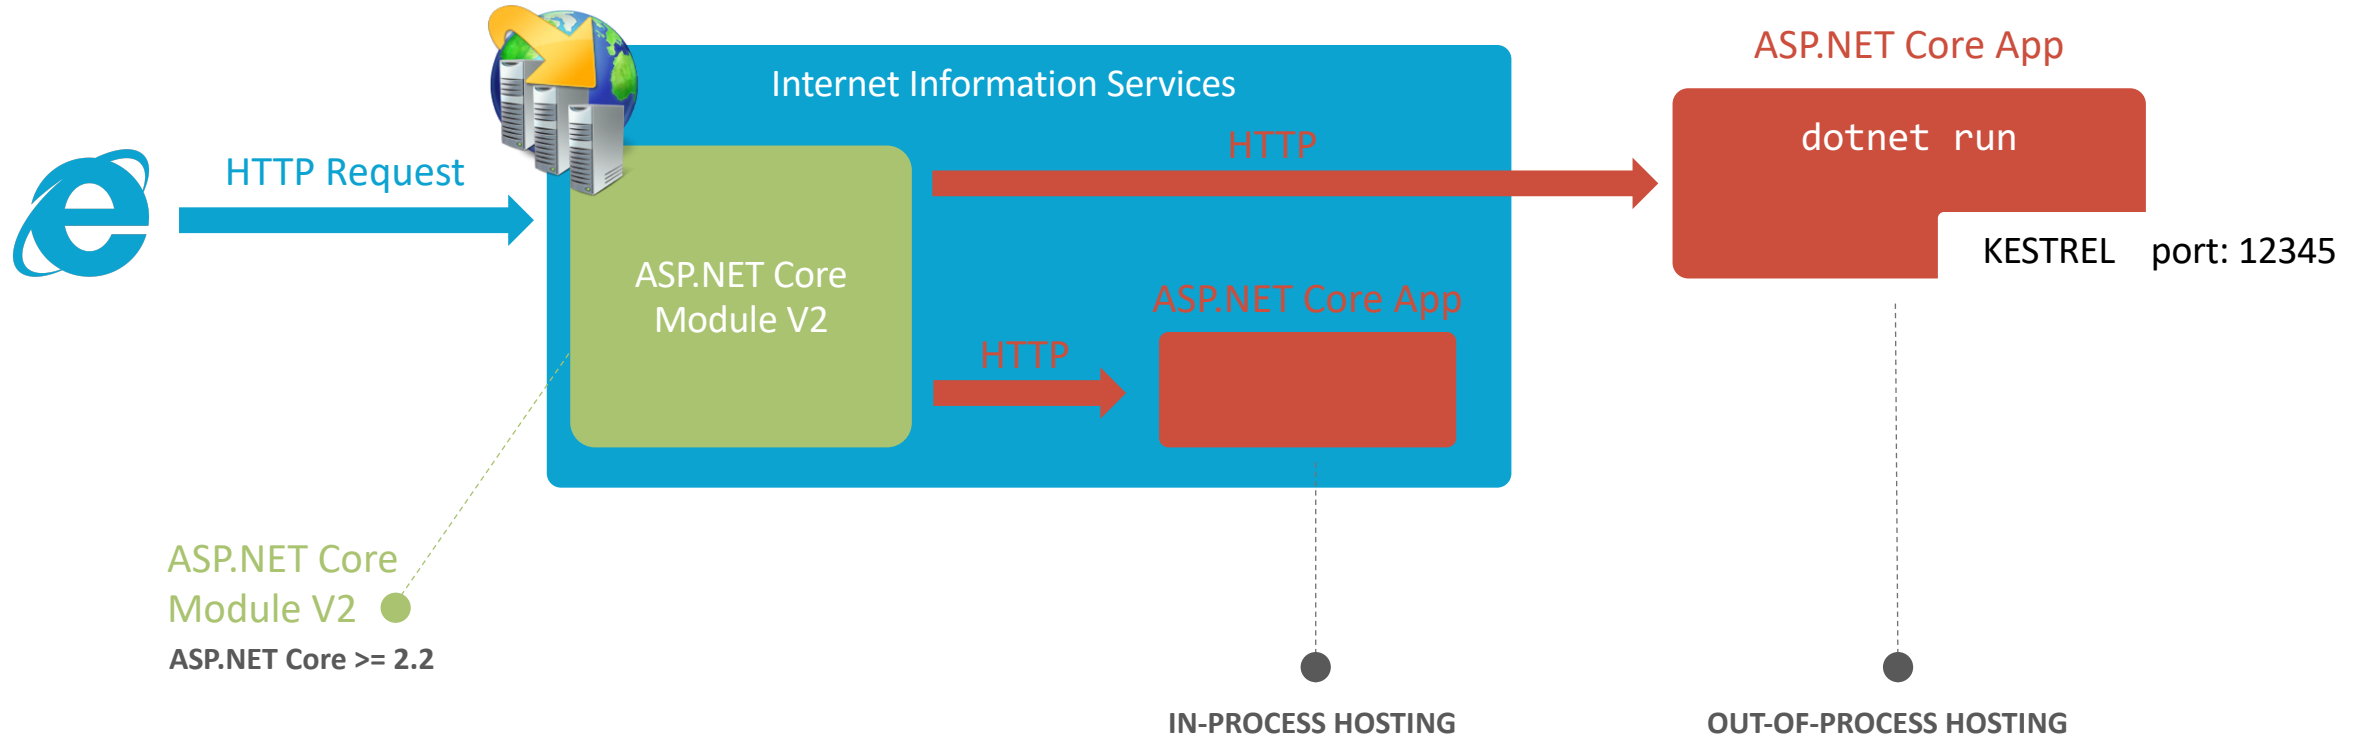 ASP.NET Core App
Internet Information Services
HTTP
dotnet run
HTTP Request
KESTREL port: 12345
ASP.NET Core
Module V2
ASP.NET Core App
HTTP
ASP.NET Core
Module V2
ASP.NET Core >= 2.2
IN-PROCESS HOSTING
OUT-OF-PROCESS HOSTING